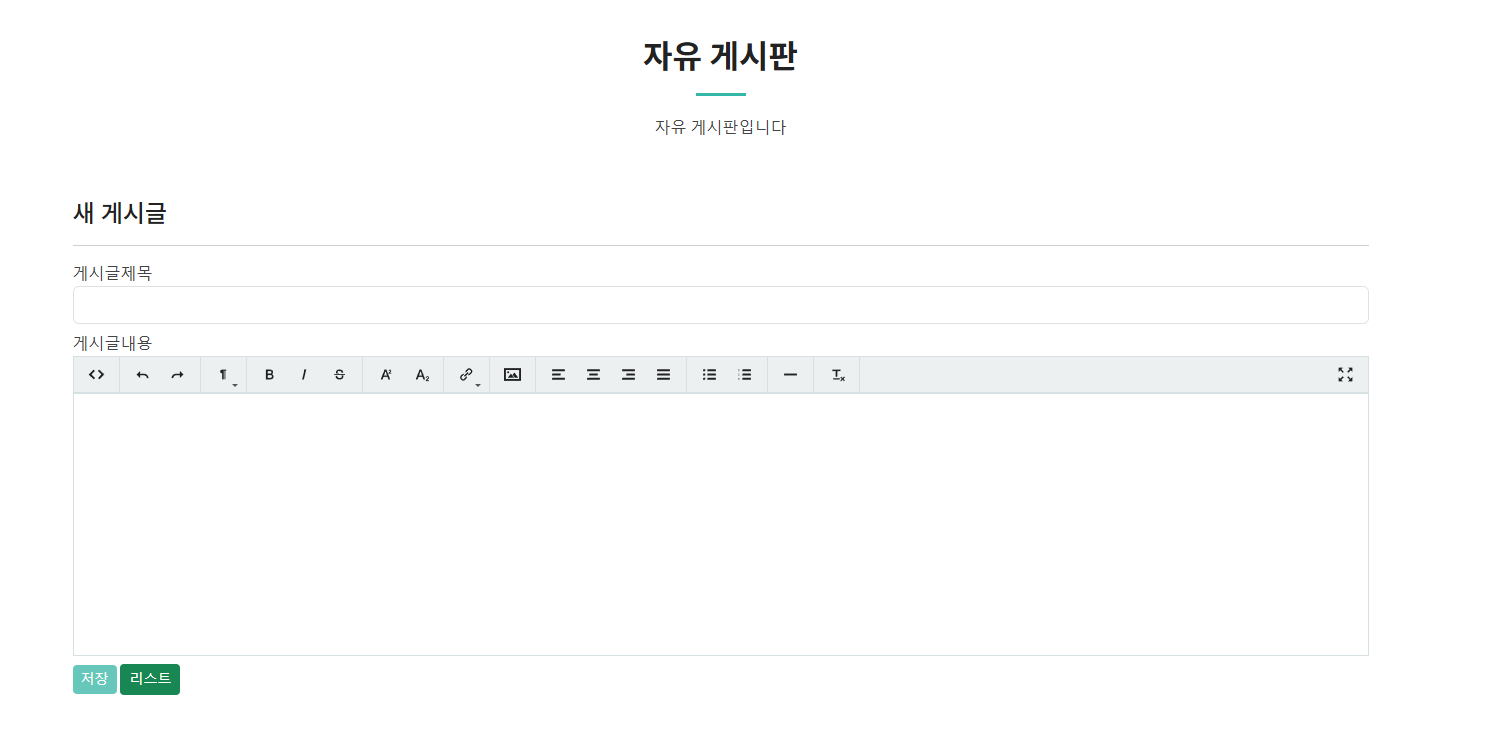 자유 게시판
자유 게시판입니다
새 게시글
게시글제목
게시글내용
저장 리스트